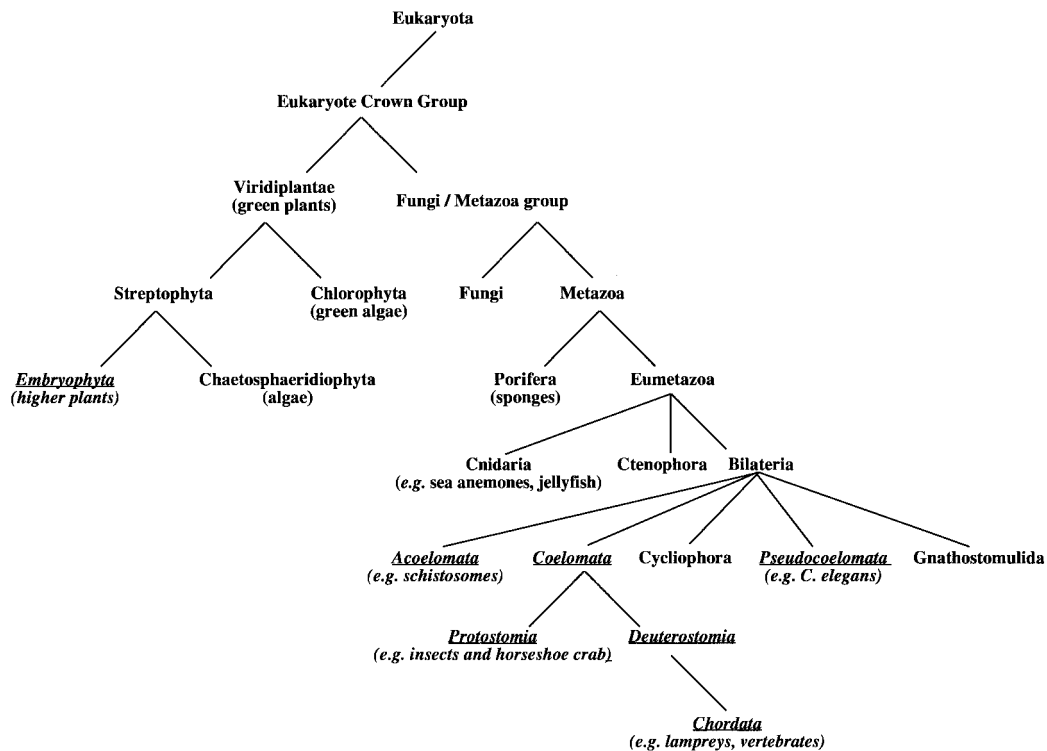 Eukaryota
Eukaryote Crown Group
Viridiplantae
(green plants)
Fungi / Metazoa group
Streptophyta
Chlorophyta
(green algae)
Fungi
Metazoa
Embryophyta
(higher plants)
Chaetosphaeridiophyta
(algae)
Porifera
(sponges)
Eumetazoa
Cnidaria
(e.g. sea anemones, jellyfish)
Ctenophora
Bilateria
Acoelomata
(e.g. schistosomes)
Coelomata
Cycliophora
Pseudocoelomata
(e.g. C. elegans)
Gnathostomulida
Protostomia
(e.g. insects and horseshoe crab)
Deuterostomia
Chordata
(e.g. lampreys, vertebrates)